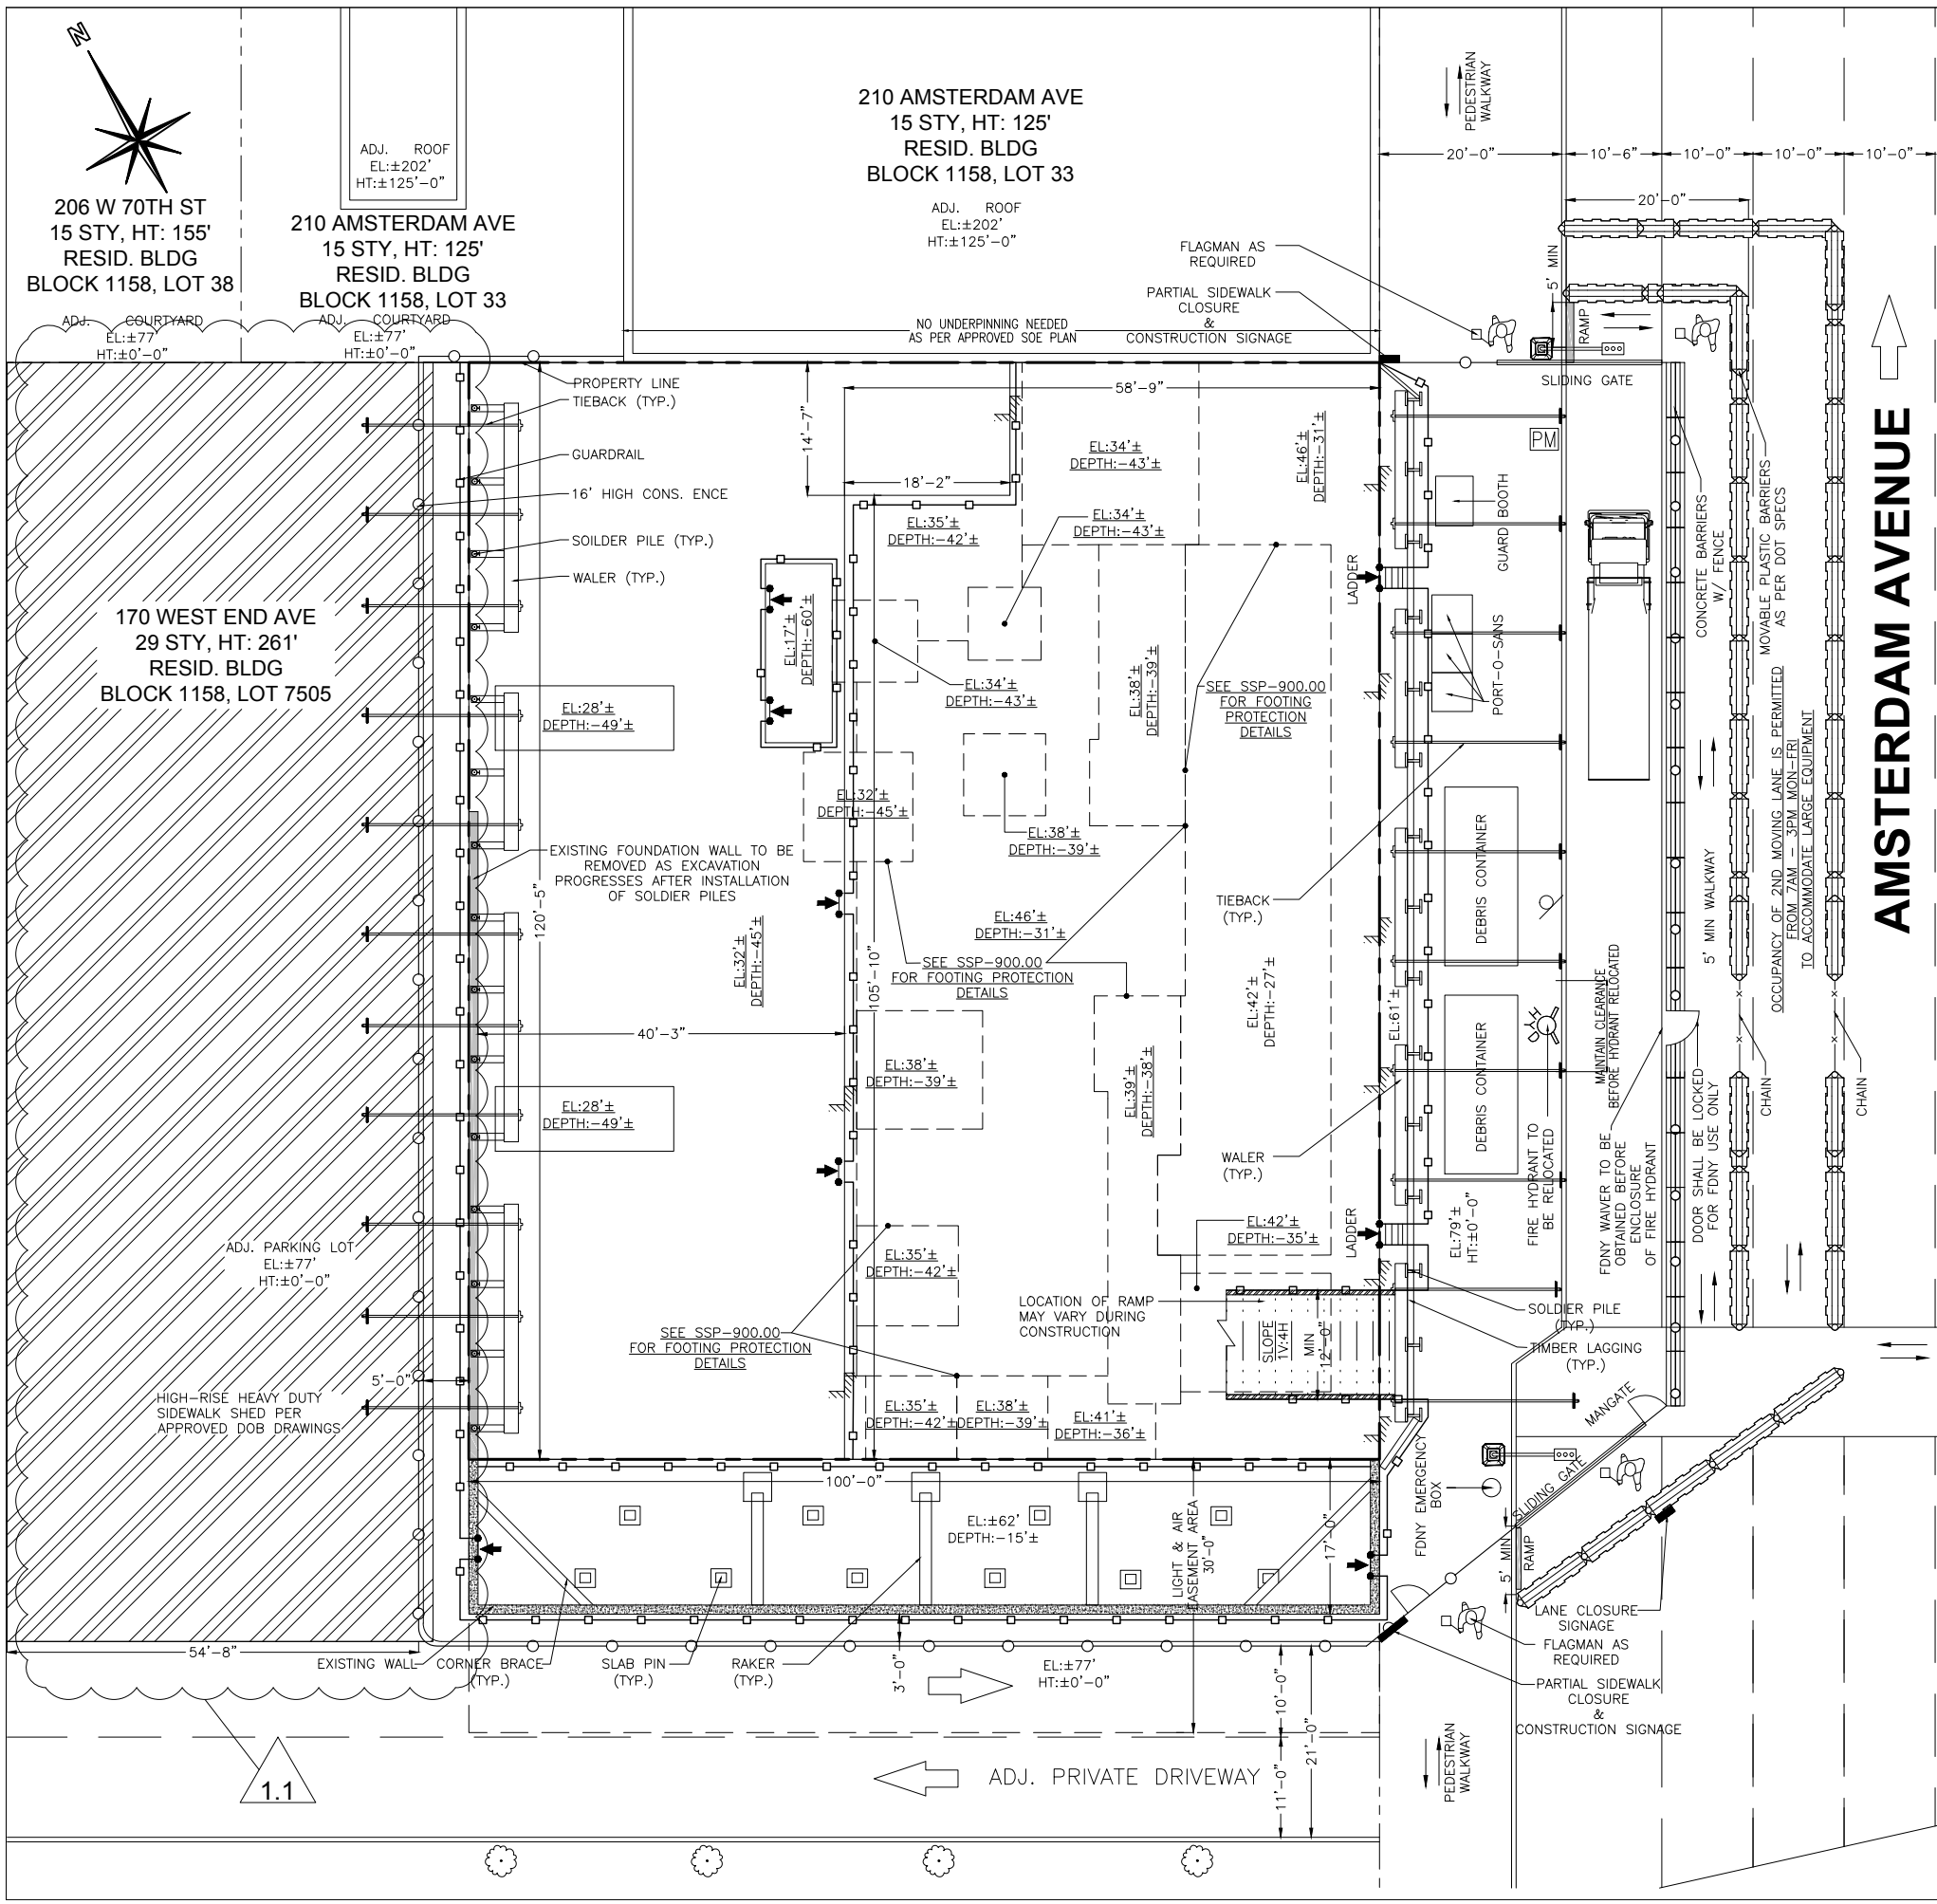 N
206 W 70TH ST
15 STY, HT: 155'
RESID. BLDG
BLOCK 1158, LOT 38
ADJ. COURTYARD
EL:±77
HT:±0'-0"
ADJ. ROOF
EL:±202'
HT:±125'-0"
210 AMSTERDAM AVE
15 STY, HT: 125'
RESID. BLDG
BLOCK 1158, LOT 33
ADJ. COURTYARD
EL:±77'
HT:±0'-0"
210 AMSTERDAM AVE
15 STY, HT: 125'
RESID. BLDG
BLOCK 1158, LOT 33
ADJ. ROOF
EL:±202'
HT:±125'-0"
NO UNDERPINNING NEEDED
AS PER APPROVED SOE PLAN
FLAGMAN AS
REQUIRED
PARTIAL SIDEWALK
CLOSURE
&
CONSTRUCTION SIGNAGE
PEDESTRIAN
WALKWAY
20'-0"
10'-6"
10'-0"
10'-0"
10'-0"
20'-0"
5' MIN
RAMP
SLIDING GATE
AMSTERDAM AVENUE
PROPERTY LINE
TIEBACK (TYP.)
GUARDRAIL
16' HIGH CONS. ENCE
SOILDER PILE (TYP.)
WALER (TYP.)
170 WEST END AVE
29 STY, HT: 261'
RESID. BLDG
BLOCK 1158, LOT 7505
14'-7"
18'-2"
58'-9"
EL:34'±
DEPTH:-43'±
EL:46'±
DEPTH:-31'±
EL:35'±
DEPTH:-42'±
EL:34'±
DEPTH:-43'±
EL:17'±
DEPTH:-60'±
EL:34'±
DEPTH:-43'±
EL:38'±
DEPTH:-39'±
SEE SSP-900.00
FOR FOOTING
PROTECTION
DETAILS
EL:28'±
DEPTH:-49'±
EL:32'±
DEPTH:-45'±
EL:38'±
DEPTH:-39'±
EXISTING FOUNDATION WALL TO BE
REMOVED AS EXCAVATION
PROGRESSES AFTER INSTALLATION
OF SOLDIER PILES
120'-5"
EL:32'±
DEPTH:-45'±
105'-10"
EL:46'±
DEPTH:-31'±
SEE SSP-900.00
FOR FOOTING PROTECTION
DETAILS
EL:42'±
DEPTH:-27'±
40'-3"
EL:38'±
DEPTH:-39'±
EL:39'±
DEPTH:-38'±
EL:28'±
DEPTH:-49'±
EL:42'±
DEPTH:-35'±
EL:35'±
DEPTH:-42'±
SEE SSP-900.00
FOR FOOTING PROTECTION
DETAILS
LOCATION OF RAMP
MAY VARY DURING
CONSTRUCTION
SLOPE
1V:4H
MIN
12'-0"
EL:35'±
DEPTH:-42'±
EL:38'±
DEPTH:-39'±
EL:41'±
DEPTH:-36'±
LADDER
LADDER
GUARD BOOTH
PM
PORT-O-SANS
TIEBACK
(TYP.)
DEBRIS CONTAINER
DEBRIS CONTAINER
EL:61'±
WALER
(TYP.)
HYD
EL:79'±
HT:±0'-0"
FIRE HYDRANT TO
BE RELOCATED
MAINTAIN CLEARANCE
BEFORE HYDRANT RELOCATED
FDNY WAIVER TO BE
OBTAINED BEFORE
ENCLOSURE
OF FIRE HYDRANT
DOOR SHALL BE LOCKED
FOR FDNY USE ONLY
CONCRETE BARRIERS
W/ FENCE
MOVABLE PLASTIC BARRIERS
AS PER DOT SPECS
5' MIN WALKWAY
OCCUPANCY OF 2ND MOVING LANE IS PERMITTED
FROM 7AM - 3PM MON-FRI
TO ACCOMMODATE LARGE EQUIPMENT
CHAIN
CHAIN
SOLDIER PILE
(TYP.)
TIMBER LAGGING
(TYP.)
MANGATE
SLIDING GATE
FDNY EMERGENCY
BOX
5' MIN
RAMP
LANE CLOSURE
SIGNAGE
FLAGMAN AS
REQUIRED
PARTIAL SIDEWALK
CLOSURE
&
CONSTRUCTION SIGNAGE
ADJ. PARKING LOT
EL:±77'
HT:±0'-0"
5'-0"
HIGH-RISE HEAVY DUTY
SIDEWALK SHED PER
APPROVED DOB DRAWINGS
100'-0"
EL:±62'
DEPTH:-15'±
LIGHT & AIR
EASEMENT AREA
30'-0"
17'-0"
54'-8"
EXISTING WALL
CORNER BRACE
(TYP.)
SLAB PIN
(TYP.)
RAKER
(TYP.)
3'-0"
EL:±77'
HT:±0'-0"
10'-0"
21'-0"
11'-0"
PEDESTRIAN
WALKWAY
ADJ. PRIVATE DRIVEWAY
1.1